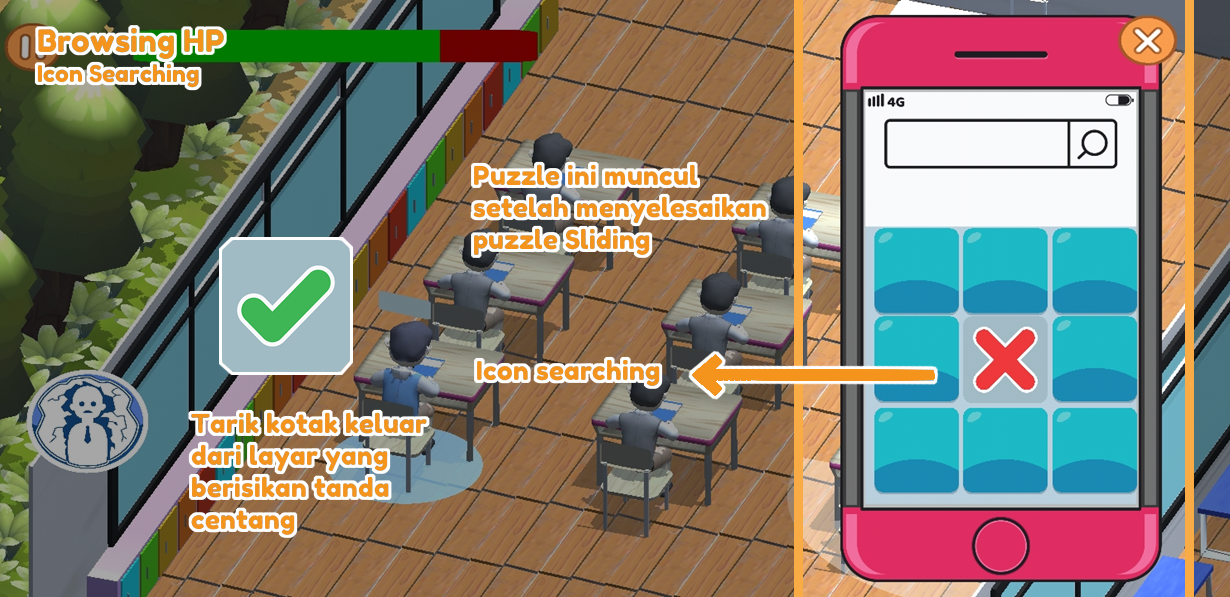 Browsing HP
Icon Searching
4G
Puzzle ini muncul
setelah menyelesaikan
puzzle Sliding
Icon searching
Tarik kotak keluar
dari layar yang
berisikan tanda
centang